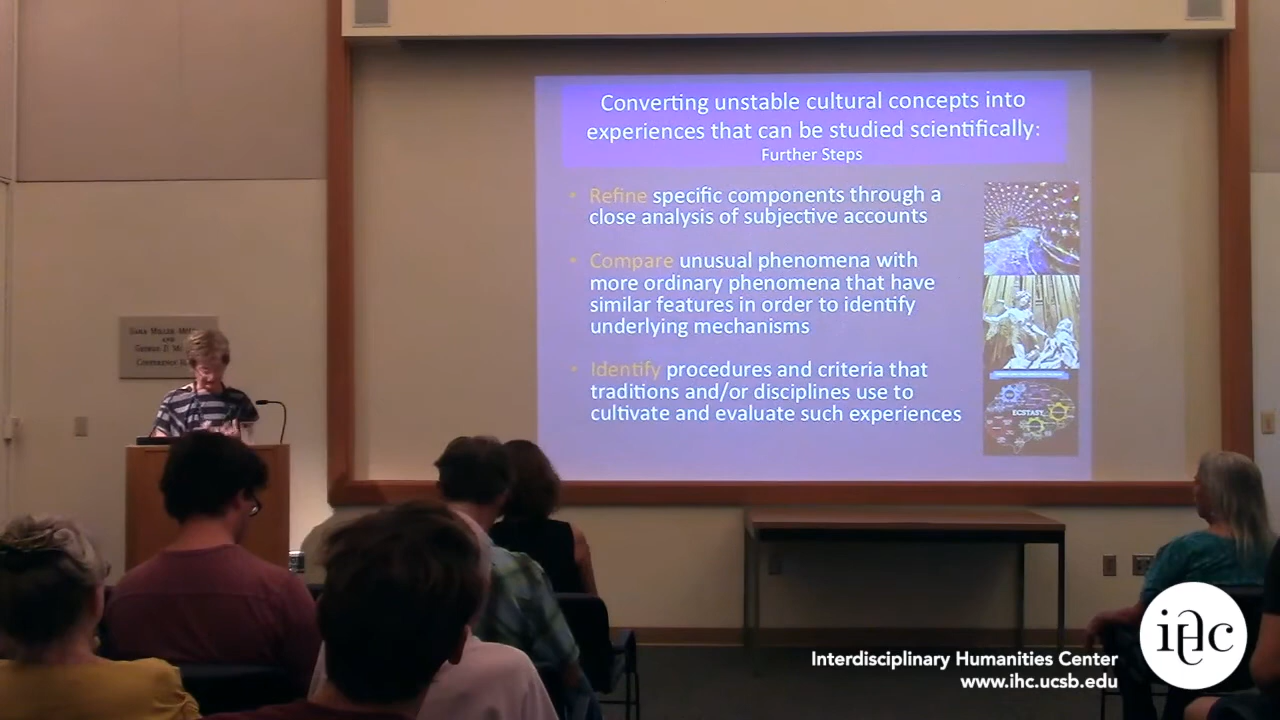 Converting unstable cultural concepts into
experiences that can be studied scientifically:
Further Steps
• Refine specific components through a
close analysis of subjective accounts
• Compare unusual phenomena with
more ordinary phenomena that have
similar features in order to identify
underlying mechanisms
• Identify procedures and criteria that
traditions and/or disciplines use to
cultivate and evaluate such experiences
ECSTASY
AND
Interdisciplinary Humanities Center
www.ihc.ucsb.edu
ihc